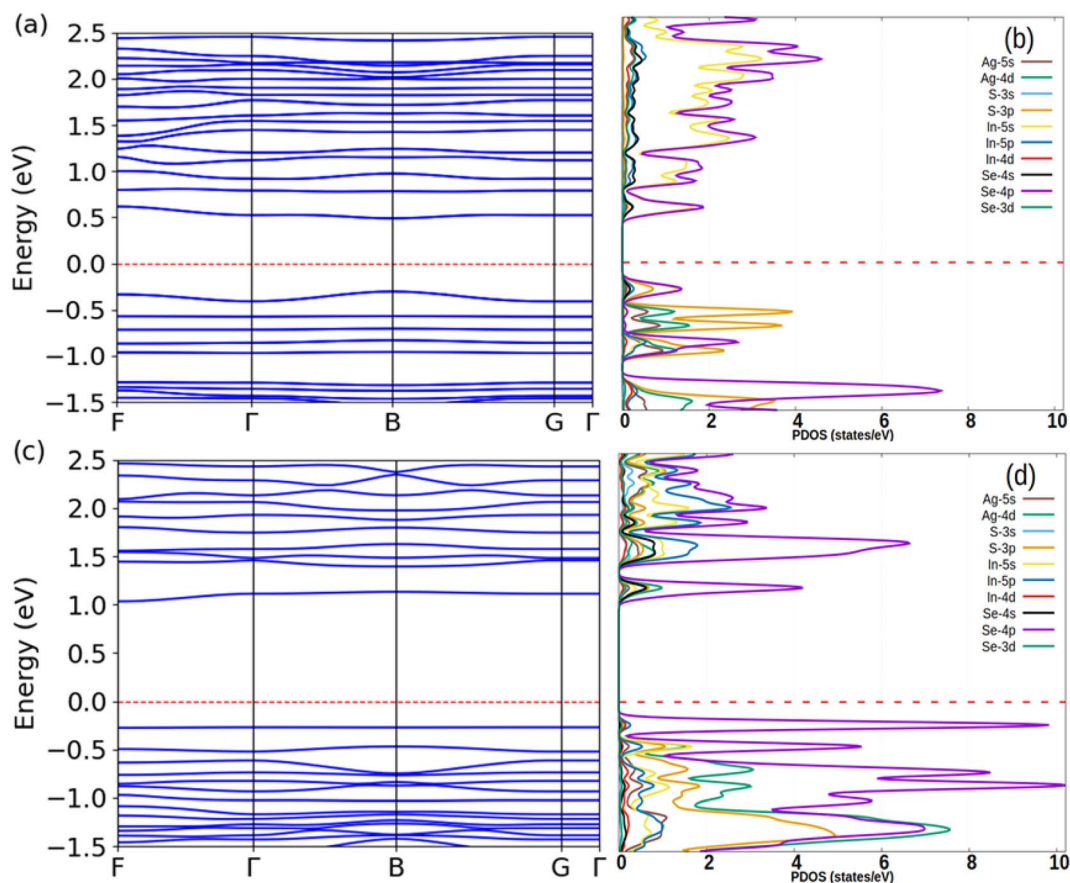 (a)
Energy (eV)
2.5
2.0
1.5
1.0
0.5
0.0
−0.5
−1.0
−1.5
F Γ B G Γ
(b)
Ag-5s
Ag-4d
S-3s
S-3p
In-5s
In-5p
In-4d
Se-4s
Se-4p
Se-3d
0 2 4 6 8 10
PDOS (states/eV)
(c)
Energy (eV)
2.5
2.0
1.5
1.0
0.5
0.0
−0.5
−1.0
−1.5
F Γ B G Γ
(d)
Ag-5s
Ag-4d
S-3s
S-3p
In-5s
In-5p
In-4d
Se-4s
Se-4p
Se-3d
0 2 4 6 8 10
PDOS (states/eV)